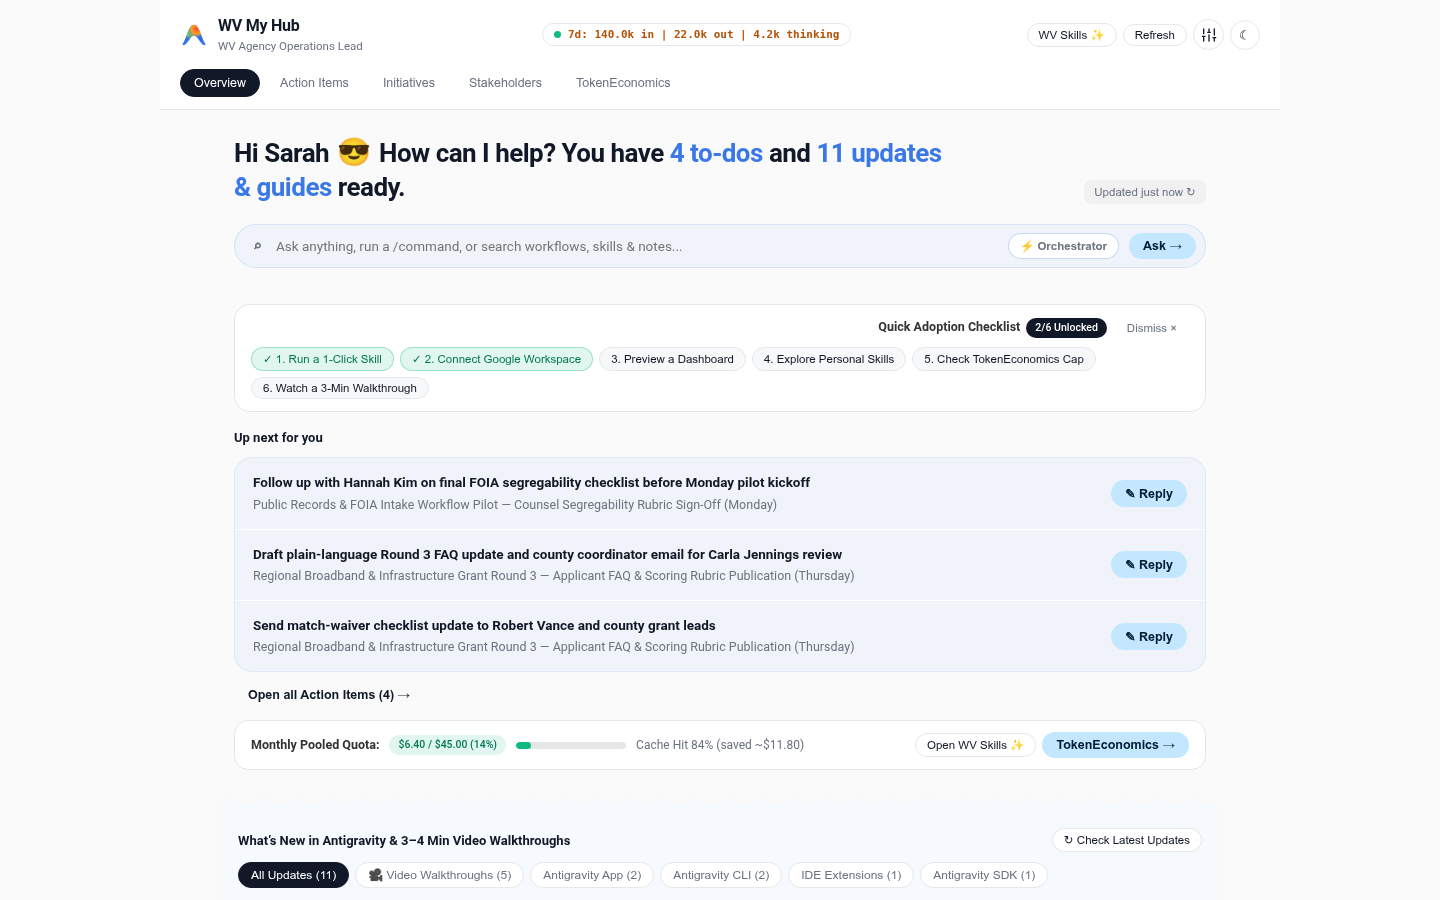 WV My Hub
WV Agency Operations Lead
7d: 140.0k in | 22.0k out | 4.2k thinking
WV Skills ✨
Refresh
Overview
Action Items
Initiatives
Stakeholders
TokenEconomics
Hi Sarah 😎 How can I help? You have 4 to-dos and 11 updates
& guides ready.
Updated just now ↻
Ask anything, run a /command, or search workflows, skills & notes...
⚡ Orchestrator
Ask →
Quick Adoption Checklist
2/6 Unlocked
Dismiss ×
✓ 1. Run a 1-Click Skill
✓ 2. Connect Google Workspace
3. Preview a Dashboard
4. Explore Personal Skills
5. Check TokenEconomics Cap
6. Watch a 3-Min Walkthrough
Up next for you
Follow up with Hannah Kim on final FOIA segregability checklist before Monday pilot kickoff
Public Records & FOIA Intake Workflow Pilot — Counsel Segregability Rubric Sign-Off (Monday)
✎ Reply
Draft plain-language Round 3 FAQ update and county coordinator email for Carla Jennings review
Regional Broadband & Infrastructure Grant Round 3 — Applicant FAQ & Scoring Rubric Publication (Thursday)
✎ Reply
Send match-waiver checklist update to Robert Vance and county grant leads
Regional Broadband & Infrastructure Grant Round 3 — Applicant FAQ & Scoring Rubric Publication (Thursday)
✎ Reply
Open all Action Items (4) →
Monthly Pooled Quota:
$6.40 / $45.00 (14%)
Cache Hit 84% (saved ~$11.80)
Open WV Skills ✨
TokenEconomics →
What's New in Antigravity & 3–4 Min Video Walkthroughs
↻ Check Latest Updates
All Updates (11)
🎥 Video Walkthroughs (5)
Antigravity App (2)
Antigravity CLI (2)
IDE Extensions (1)
Antigravity SDK (1)